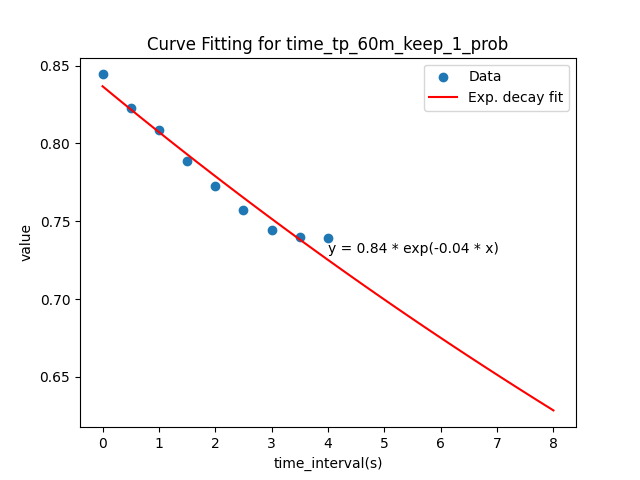 Curve Fitting for time_tp_60m_keep_1_prob
Data
Exp. decay fit
0.85
0.80
0.75
0.70
0.65
value
y = 0.84 * exp(-0.04 * x)
0 1 2 3 4 5 6 7 8
time_interval(s)